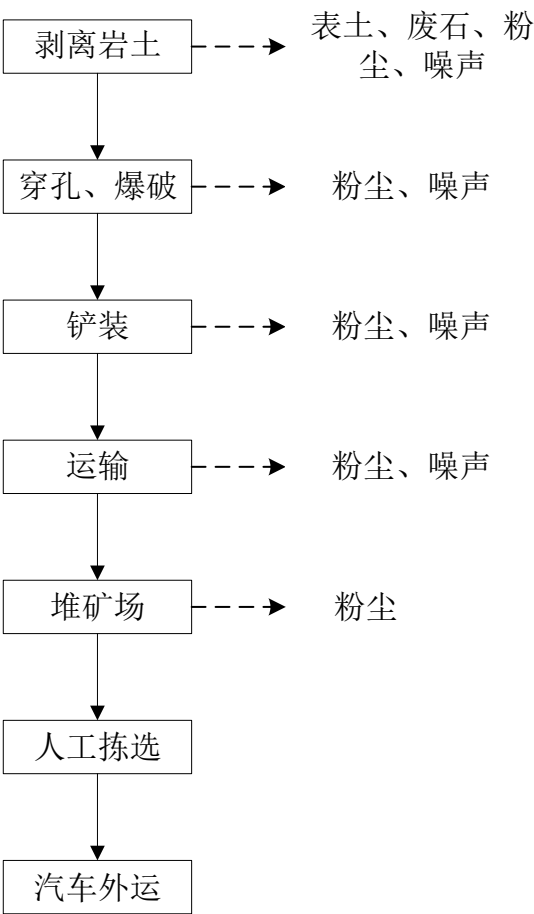 剥离岩土
表土、废石、粉
尘、噪声
穿孔、爆破
粉尘、噪声
铲装
粉尘、噪声
运输
粉尘、噪声
堆矿场
粉尘
人工拣选
汽车外运